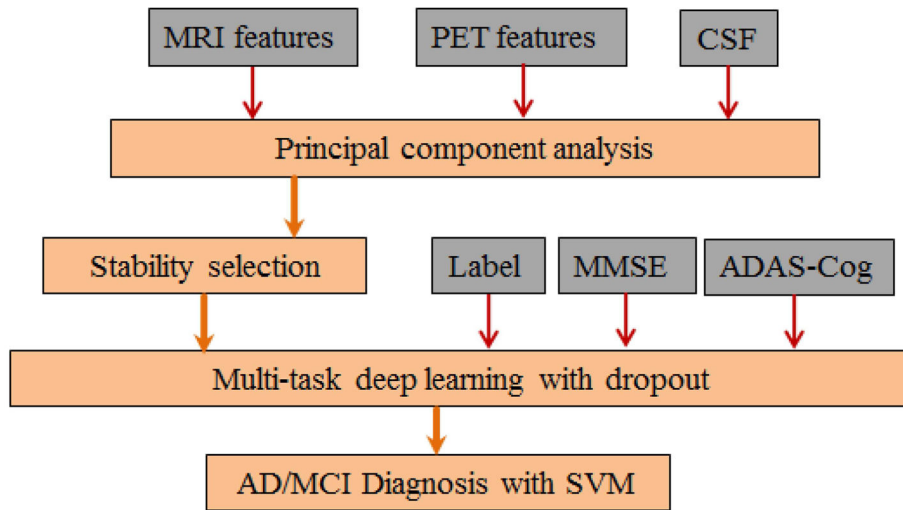 MRI features
PET features
CSF
Principal component analysis
Stability selection
Label
MMSE
ADAS-Cog
Multi-task deep learning with dropout
AD/MCI Diagnosis with SVM